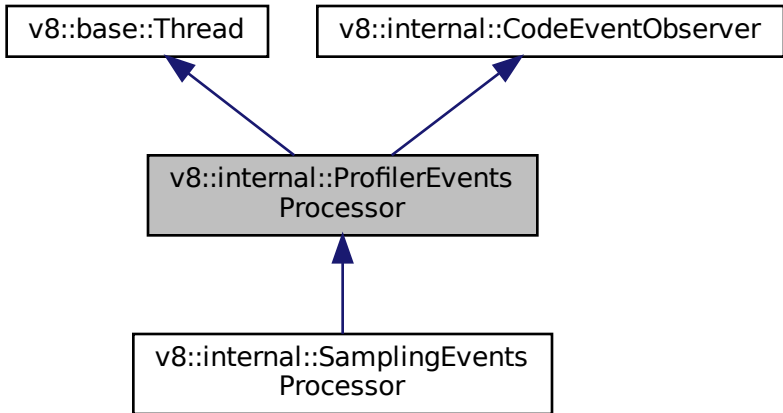 v8::base::Thread
v8::internal::CodeEventObserver
v8::internal::ProfilerEvents
Processor
v8::internal::SamplingEvents
Processor